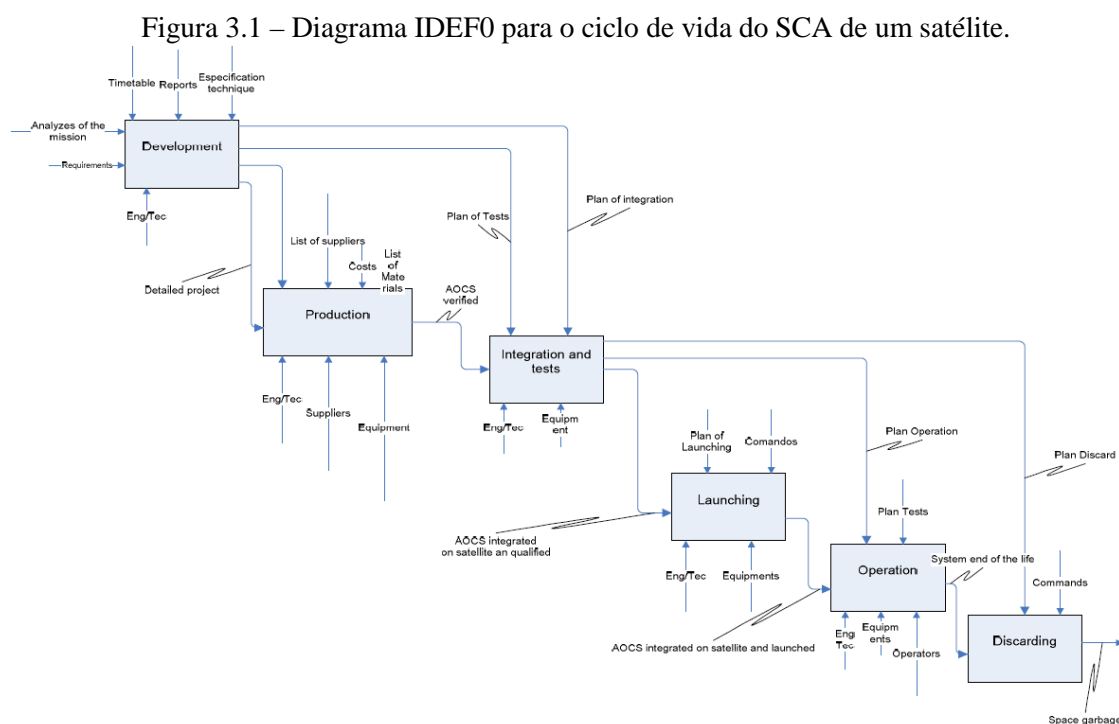 Figura 3.1 – Diagrama IDEF0 para o ciclo de vida do SCA de um satélite.
Timetable
Reports
Especification
technique
Analyzes of the
mission
Development
Requirements
Eng/Tec
Plan of Tests
Plan of integration
List of suppliers
Costs
List
of
Mate
rials
Detailed project
AOCS
verified
Production
Integration and
tests
Eng/Tec
Suppliers
Equipment
Eng/Tec
Equipm
ent
Plan of
Launching
Comandos
Plan Operation
Plan Discard
Launching
Plan Tests
AOCS integrated
on satellite an qualified
System end of the life
Operation
Eng/Tec
Equipments
Commands
AOCS integrated on satellite and launched
Eng
Tec
Equipm
ents
Operators
Discarding
Space garbage